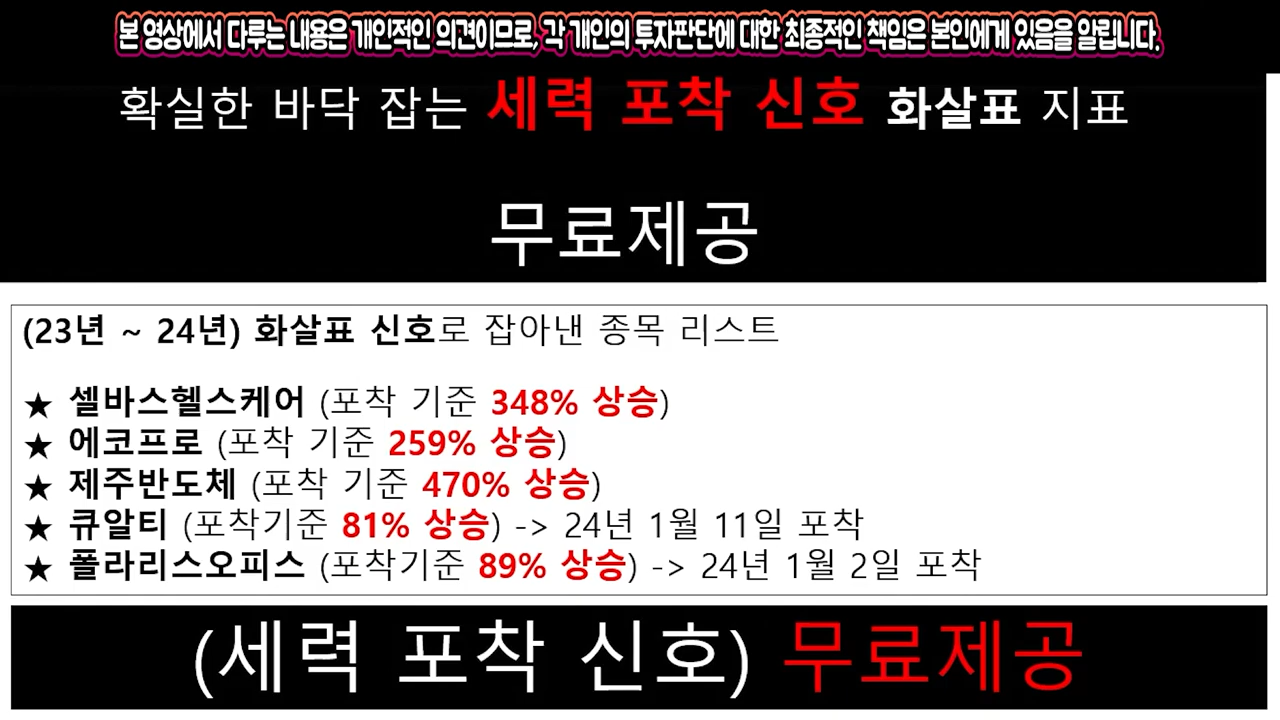 본 영상에서 다루는 내용은 개인적인 의견이므로, 각 개인의 투자판단에 대한 최종적인 책임은 본인에게 있음을 알립니다.
확실한 바닥 잡는 세력 포착 신호 화살표 지표
무료제공
(23년 ~ 24년) 화살표 신호로 잡아낸 종목 리스트
★ 셀바스헬스케어 (포착 기준 348% 상승)
★ 에코프로 (포착 기준 259% 상승)
★ 제주반도체 (포착 기준 470% 상승)
★ 큐알티 (포착기준 81% 상승) -> 24년 1월 11일 포착
★ 폴라리스오피스 (포착기준 89% 상승) -> 24년 1월 2일 포착
(세력 포착 신호) 무료제공